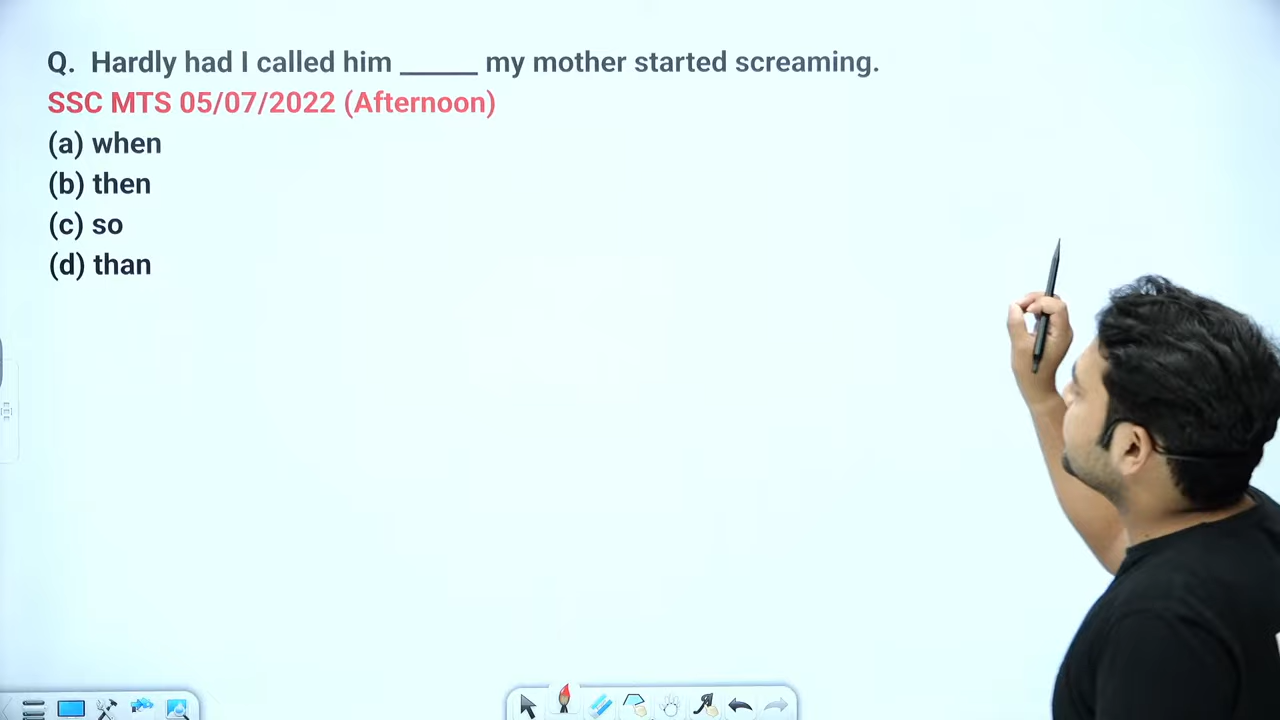 Q. Hardly had I called him ______ my mother started screaming.
SSC MTS 05/07/2022 (Afternoon)
(a) when
(b) then
(c) so
(d) than